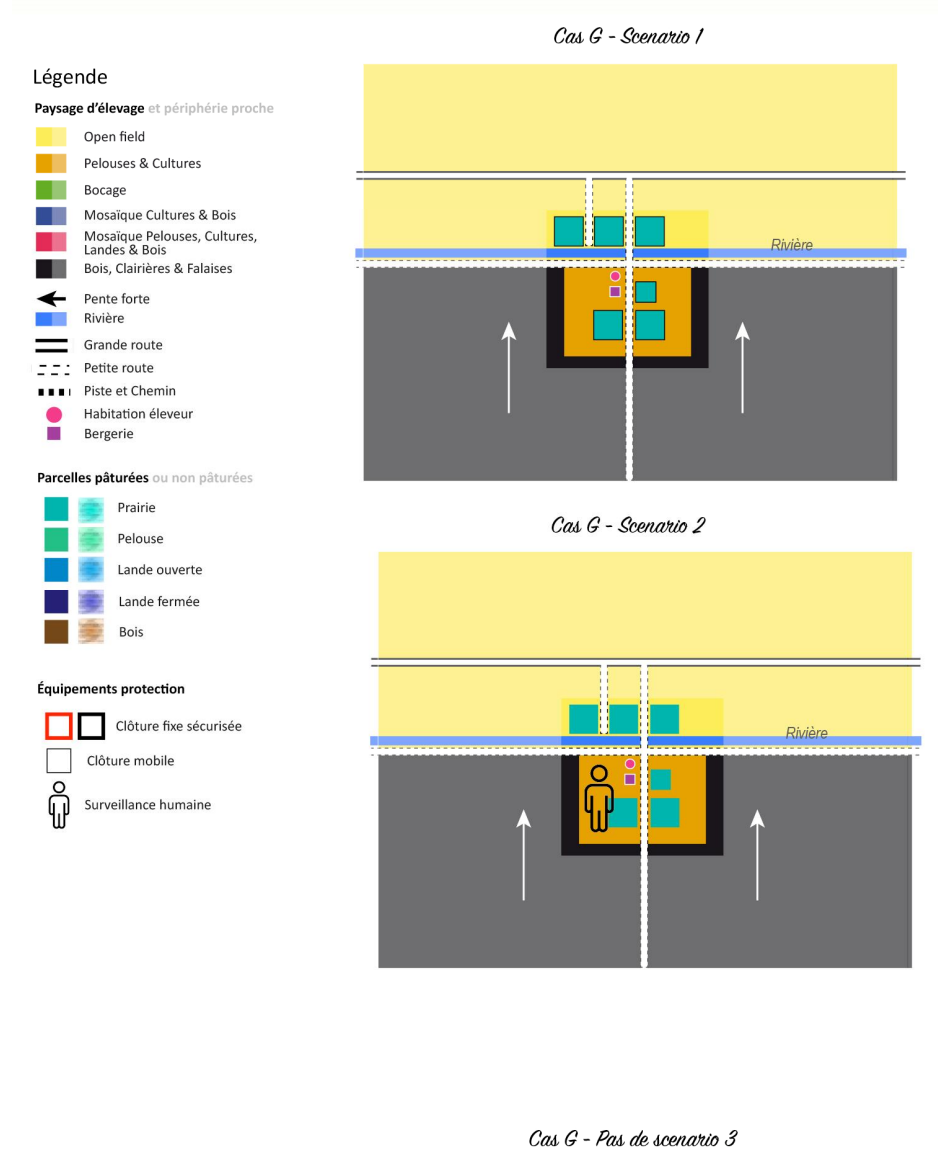 Cas G - Scenario 1
Légende
Paysage d'élevage et périphérie proche
Open field
Pelouses & Cultures
Bocage
Mosaïque Cultures & Bois
Mosaïque Pelouses, Cultures,
Landes & Bois
Bois, Clairières & Falaises
Pente forte
Rivière
Grande route
Petite route
Piste et Chemin
Habitation éleveur
Bergerie
Rivière
Parcelles pâturées ou non pâturées
Prairie
Pelouse
Lande ouverte
Lande fermée
Bois
Équipements protection
Clôture fixe sécurisée
Clôture mobile
Surveillance humaine
Cas G - Scenario 2
Rivière
Cas G - Pas de scenario 3